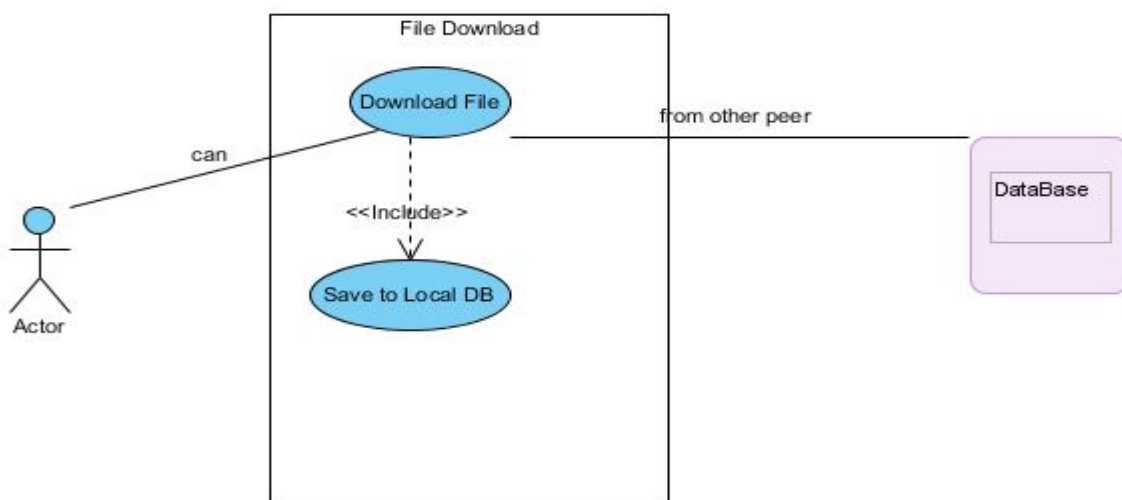 File Download
Download File
from other peer
can
DataBase
<<Include>>
Save to Local DB
Actor